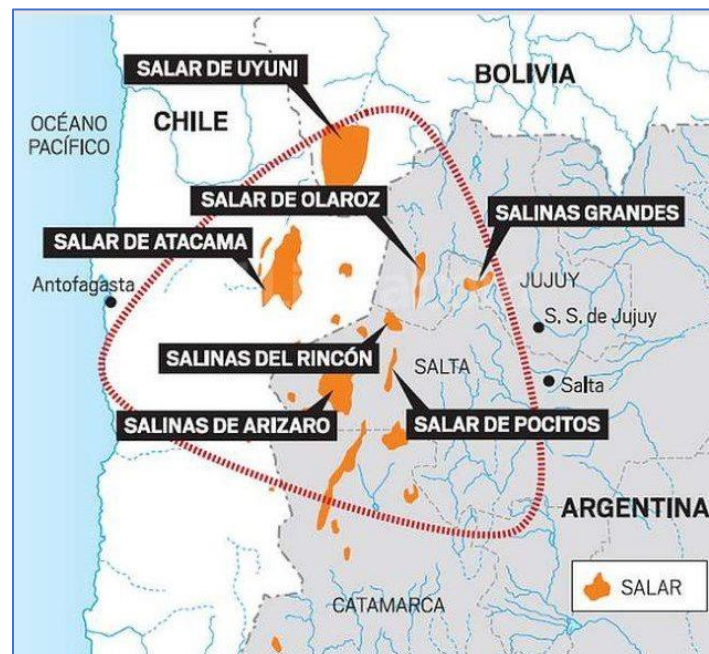 SALAR DE UYUNI
BOLIVIA
OCÉANO
PACÍFICO
CHILE
SALAR DE OLAROZ
SALINAS GRANDES
SALAR DE ATACAMA
Antofagasta
JUJUY
S. S. de Jujuy
SALINAS DEL RINCÓN
SALTA
Salta
SALINAS DE ARIZARO
SALAR DE POCITOS
ARGENTINA
SALAR
CATAMARCA